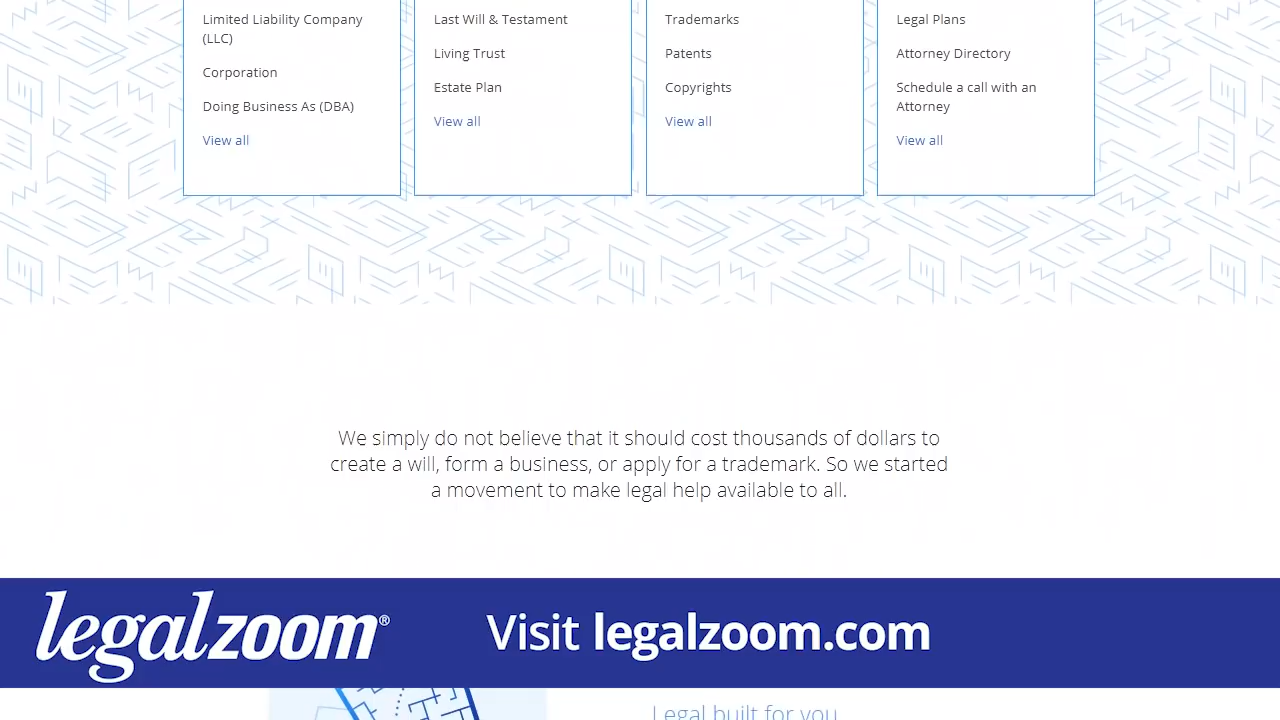 Limited Liability Company
(LLC)
Corporation
Doing Business As (DBA)
View all
Last Will & Testament
Living Trust
Estate Plan
View all
Trademarks
Patents
Copyrights
View all
Legal Plans
Attorney Directory
Schedule a call with an
Attorney
View all
We simply do not believe that it should cost thousands of dollars to
create a will, form a business, or apply for a trademark. So we started
a movement to make legal help available to all.
legalzoom®
Visit legalzoom.com
Legal built for you